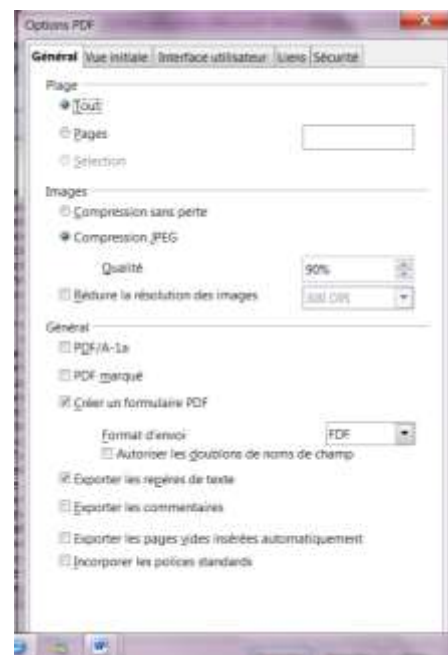 Options PDF
Général Vue initiale Interface utilisateur Liens Sécurité
Plage
Tout
Pages
Sélection
Images
Compression sans perte
Compression JPEG
Qualité 90%
Réduire la résolution des images 300 DPI
Général
PDF/A-1a
PDF marqué
Créer un formulaire PDF
Format d'envoi FDF
Autoriser les doublons de noms de champ
Exporter les repères de texte
Exporter les commentaires
Exporter les pages vides insérées automatiquement
Incorporer les polices standards